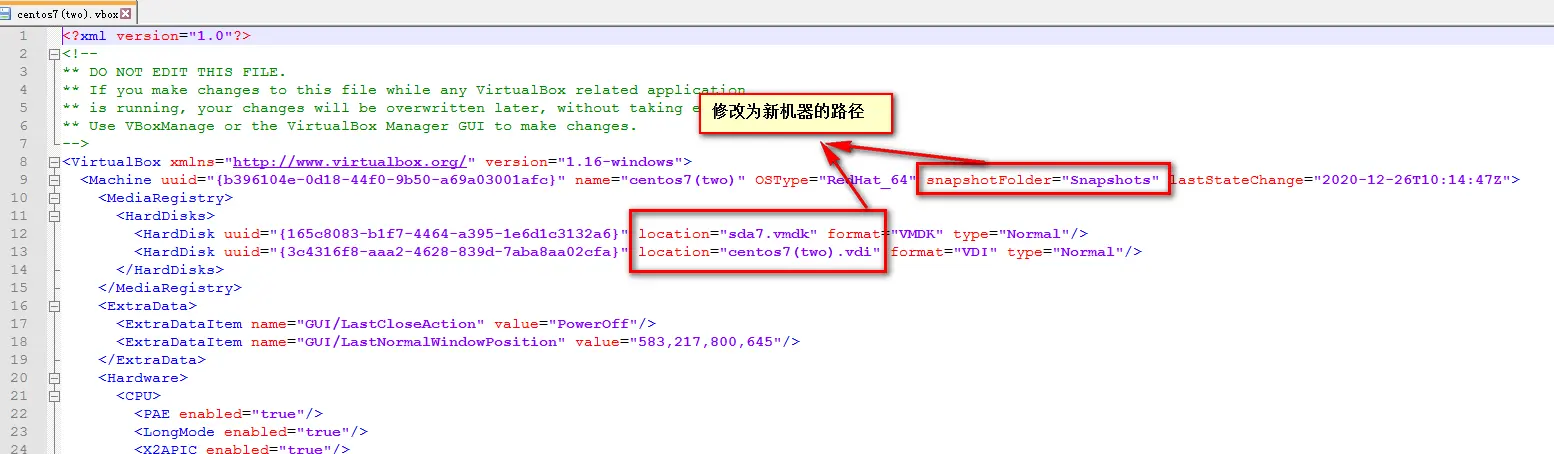 centos7(two).vbox
1 <?xml version="1.0"?>
2 <!--
3 ** DO NOT EDIT THIS FILE.
4 ** If you make changes to this file while any VirtualBox related application
5 ** is running, your changes will be overwritten later, without taking e
修改为新机器的路径
6 ** Use VBoxManage or the VirtualBox Manager GUI to make changes.
7 -->
8 <VirtualBox xmlns="http://www.virtualbox.org/" version="1.16-windows">
9 <Machine uuid="{b396104e-0d18-44f0-9b50-a69a03001afc}" name="centos7(two)" OSType="RedHat_64" snapshotFolder="Snapshots" lastStateChange="2020-12-26T10:14:47Z">
10 <MediaRegistry>
11 <HardDisks>
12 <HardDisk uuid="{165c8083-b1f7-4464-a395-1e6d1c3132a6}" location="sda7.vmdk" format="VMDK" type="Normal"/>
13 <HardDisk uuid="{3c4316f8-aaa2-4628-839d-7aba8aa02cfa}" location="centos7(two).vdi" format="VDI" type="Normal"/>
14 </HardDisks>
15 </MediaRegistry>
16 <ExtraData>
17 <ExtraDataItem name="GUI/LastCloseAction" value="PowerOff"/>
18 <ExtraDataItem name="GUI/LastNormalWindowPosition" value="583,217,800,645"/>
19 </ExtraData>
20 <Hardware>
21 <CPU>
22 <PAE enabled="true"/>
23 <LongMode enabled="true"/>
24 <X2APIC enabled="true"/>